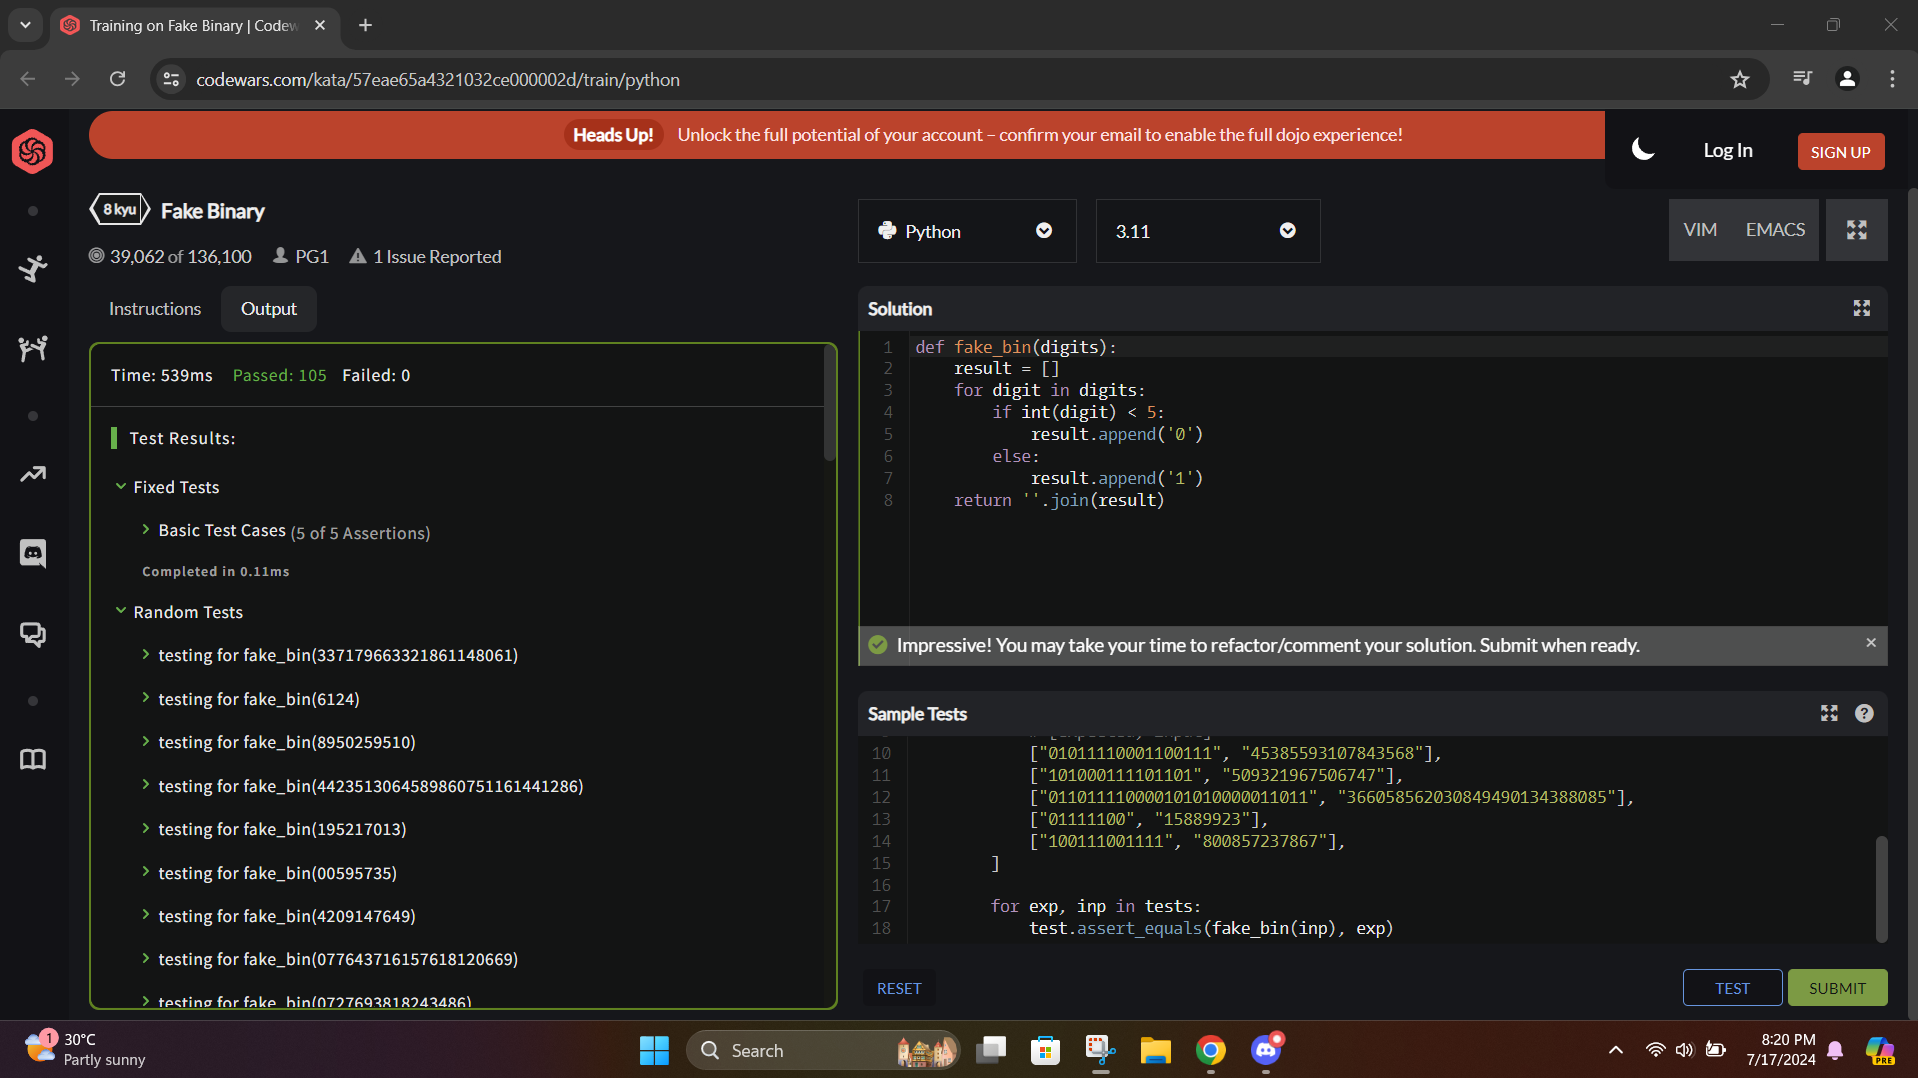 Training on Fake Binary | Codew
codewars.com/kata/57eae65a4321032ce000002d/train/python
Heads Up! Unlock the full potential of your account – confirm your email to enable the full dojo experience!
Log In
SIGN UP
8 kyu Fake Binary
39,062 of 136,100 PG1 1 Issue Reported
Python
3.11
VIM EMACS
Instructions Output
Time: 539ms Passed: 105 Failed: 0
Test Results:
Fixed Tests
Basic Test Cases (5 of 5 Assertions)
Completed in 0.11ms
Random Tests
testing for fake_bin(337179663321861148061)
testing for fake_bin(6124)
testing for fake_bin(8950259510)
testing for fake_bin(4423513064589860751161441286)
testing for fake_bin(195217013)
testing for fake_bin(00595735)
testing for fake_bin(4209147649)
testing for fake_bin(077643716157618120669)
testing for fake_bin(0727693818243486)
Solution
1 def fake_bin(digits):
2 result = []
3 for digit in digits:
4 if int(digit) < 5:
5 result.append('0')
6 else:
7 result.append('1')
8 return ''.join(result)
Impressive! You may take your time to refactor/comment your solution. Submit when ready.
Sample Tests
10 ["01011110001100111", "45385593107843568"],
11 ["101000111101101", "509321967506747"],
12 ["011011110000101010000011011", "366058562030849490134388085"],
13 ["01111100", "15889923"],
14 ["100111001111", "800857237867"],
15 ]
16
17 for exp, inp in tests:
18 test.assert_equals(fake_bin(inp), exp)
RESET
TEST
SUBMIT
1
30°C
Partly sunny
Search
8:20 PM
7/17/2024
PRE